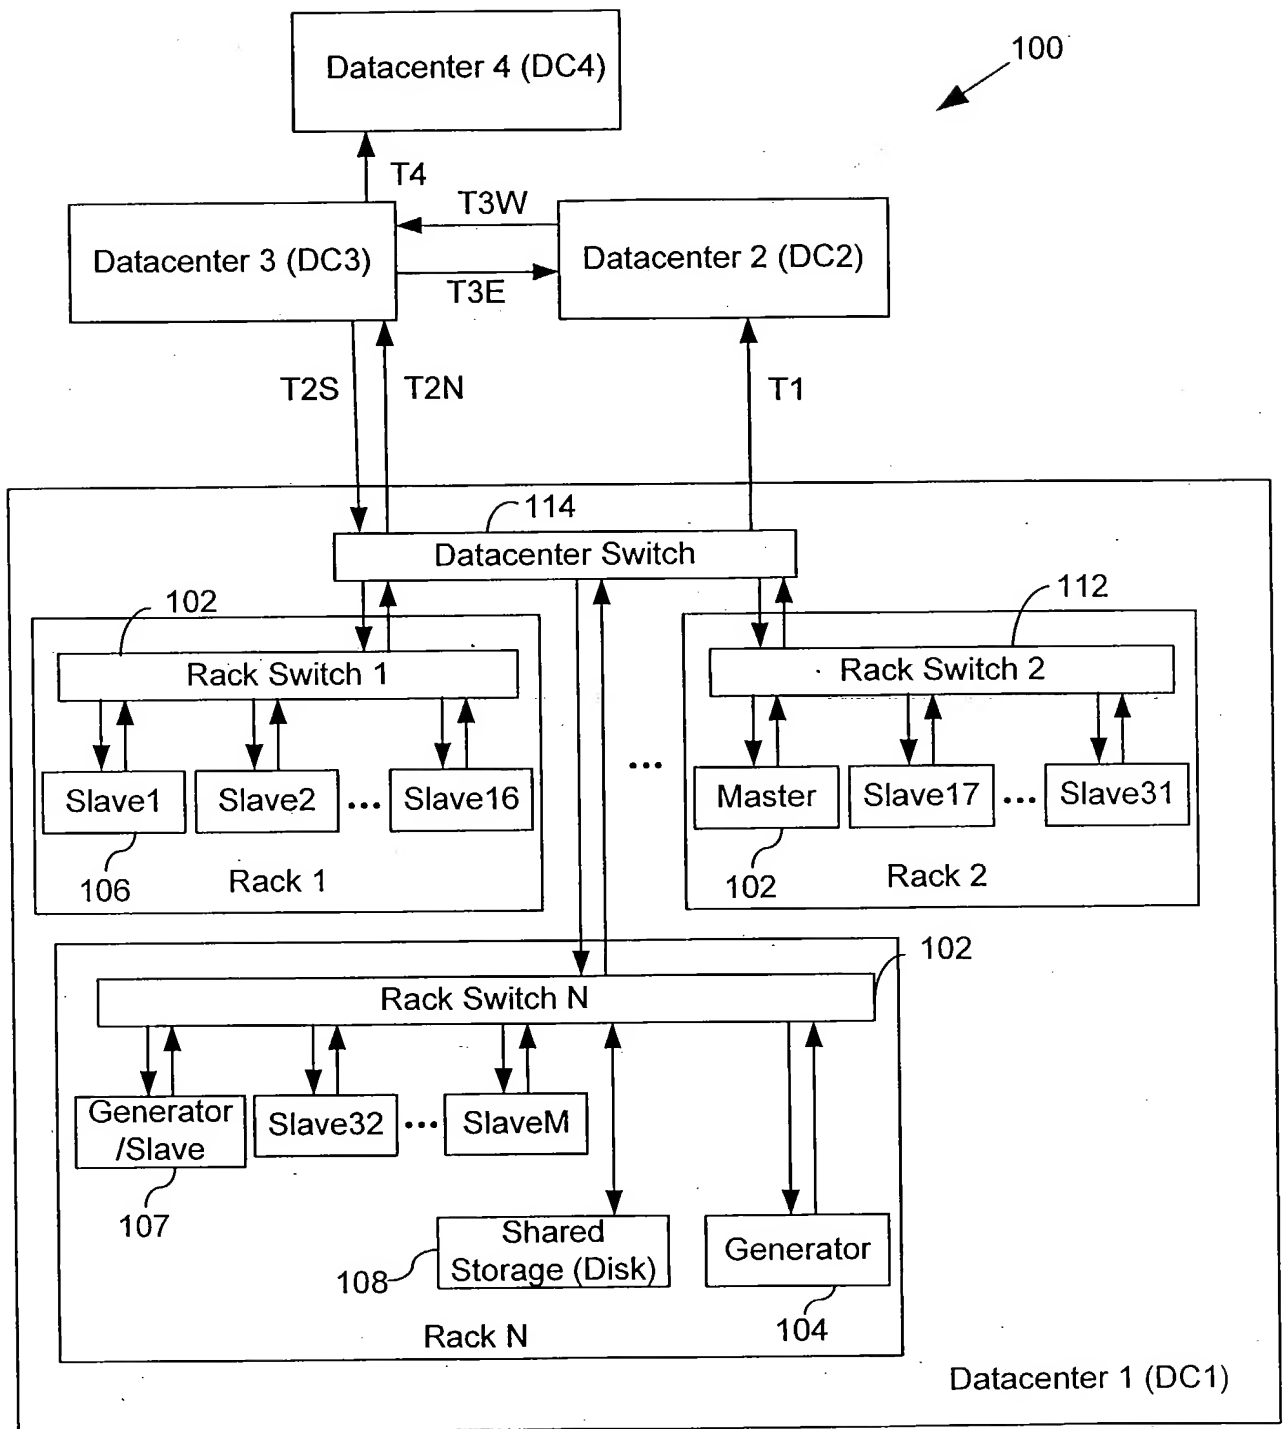 100
Datacenter 4 (DC4)
T4
T3W
Datacenter 3 (DC3)
Datacenter 2 (DC2)
T3E
T2S
T2N
T1
114
Datacenter Switch
102
112
Rack Switch 1
Rack Switch 2
Slave1
Slave2
...
Slave16
...
Master
Slave17
...
Slave31
106
Rack 1
102
Rack 2
102
Rack Switch N
Generator
/Slave
Slave32
...
SlaveM
107
Shared
Storage (Disk)
108
Generator
104
Rack N
Datacenter 1 (DC1)